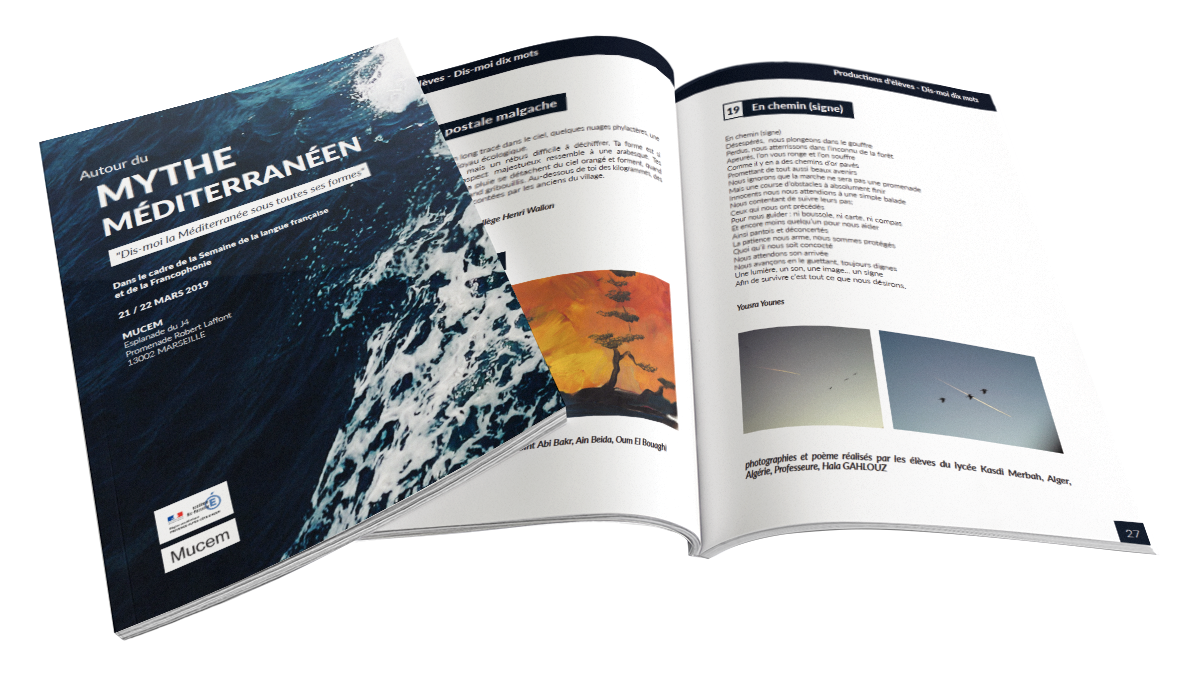 Autour du
MYTHE
MÉDITERRANÉEN
"Dis-moi la Méditerranée sous toutes ses formes"
Dans le cadre de la Semaine de la langue française
et de la Francophonie
21 / 22 MARS 2019
MUCEM
Esplanade du J4
Promenade Robert Laffont
13002 MARSEILLE
Mucem
élèves - Dis-moi dix mots
postale malgache
long tracé dans le ciel, quelques nuages phylactères, une
écologique.
mais un rébus difficile à déchiffrer. Ta forme est si
aspect majestueux ressemble à une arabesque. Tes
pluie se détachent du ciel orangé et forment, quand
gribouillis. Au-dessous de toi des kilogrammes, des
contées par les anciens du village.
Collège Henri Wallon
Abi Bakr, Ain Beida, Oum El Bouaghi
Productions d'élèves - Dis-moi dix mots
19 En chemin (signe)
En chemin (signe)
Désespérés, nous plongeons dans le gouffre
Perdus, nous atterrissons dans l'inconnu de la forêt
Apeurés, l'on vous ronge et l'on souffre
Comme il y en a des chemins d'or pavés
Promettant de tout aussi beaux avenirs
Nous ignorons que la marche ne sera pas une promenade
Mais une course d'obstacles à absolument finir
Innocents nous nous attendions à une simple balade
Nous contentant de suivre leurs pas;
Ceux qui nous ont précédés
Pour nous guider : ni boussole, ni carte, ni compas
Et encore moins quelqu'un pour nous aider
Ainsi pantois et déconcertés
La patience nous arme, nous sommes protégés
Quoi qu'il nous soit concocté
Nous attendons son arrivée
Nous avançons en le guettant, toujours dignes
Une lumière, un son, une image... un signe
Afin de survivre c'est tout ce que nous désirons,
Yousra Younes
photographies et poème réalisés par les élèves du lycée Kasdi Merbah, Alger,
Algérie, Professeure, Hala GAHLOUZ
27